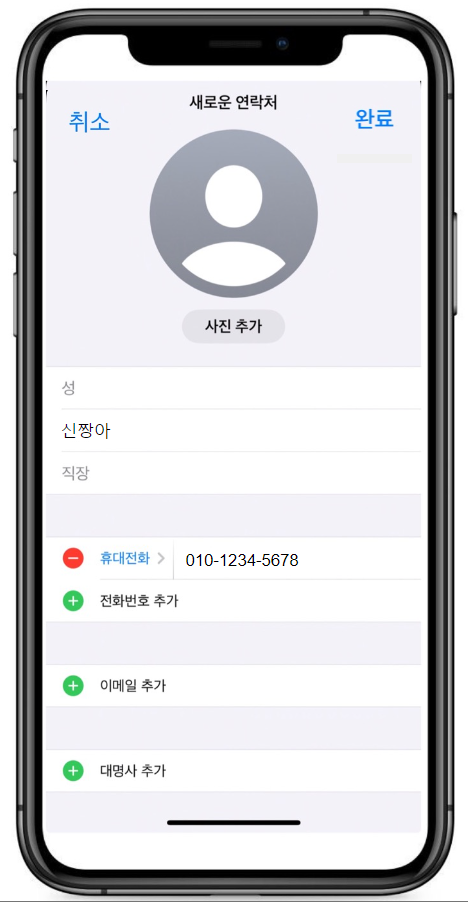 새로운 연락처
취소
완료
사진 추가
성
신짱아
직장
휴대전화
010-1234-5678
전화번호 추가
이메일 추가
대명사 추가